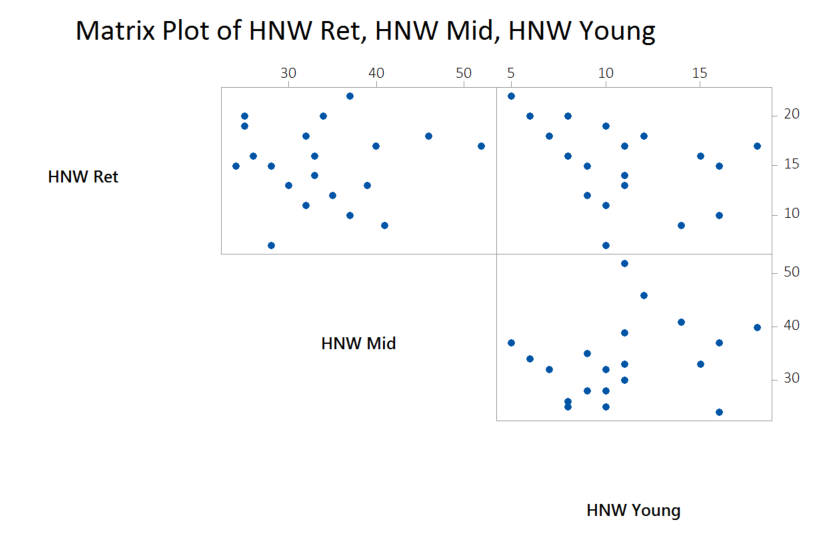 Matrix Plot of HNW Ret, HNW Mid, HNW Young
30 40 50 5 10 15
20
15
HNW Ret
10
50
40
HNW Mid
30
HNW Young